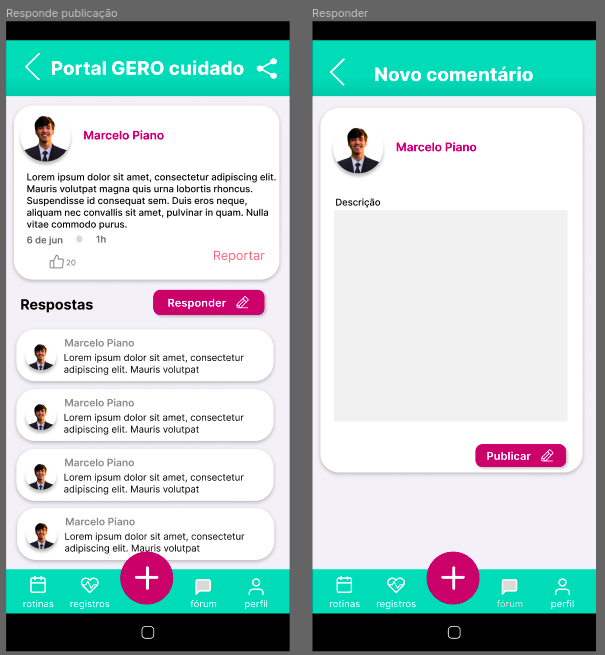 Responde publicação
Portal GERO cuidado
Marcelo Piano
Lorem ipsum dolor sit amet, consectetur adipiscing elit.
Mauris volutpat magna quis urna lobortis rhoncus.
Suspendisse id consequat sem. Duis eros neque,
aliquam nec convallis sit amet, pulvinar in quam. Nulla
vitae commodo purus.
6 de jun 1h
20
Reportar
Respostas
Responder
Marcelo Piano
Lorem ipsum dolor sit amet, consectetur
adipiscing elit. Mauris volutpat
Marcelo Piano
Lorem ipsum dolor sit amet, consectetur
adipiscing elit. Mauris volutpat
Marcelo Piano
Lorem ipsum dolor sit amet, consectetur
adipiscing elit. Mauris volutpat
Marcelo Piano
Lorem ipsum dolor sit amet, consectetur
adipiscing elit. Mauris volutpat
rotinas registros fórum perfil
Responder
Novo comentário
Marcelo Piano
Descrição
Publicar
rotinas registros fórum perfil